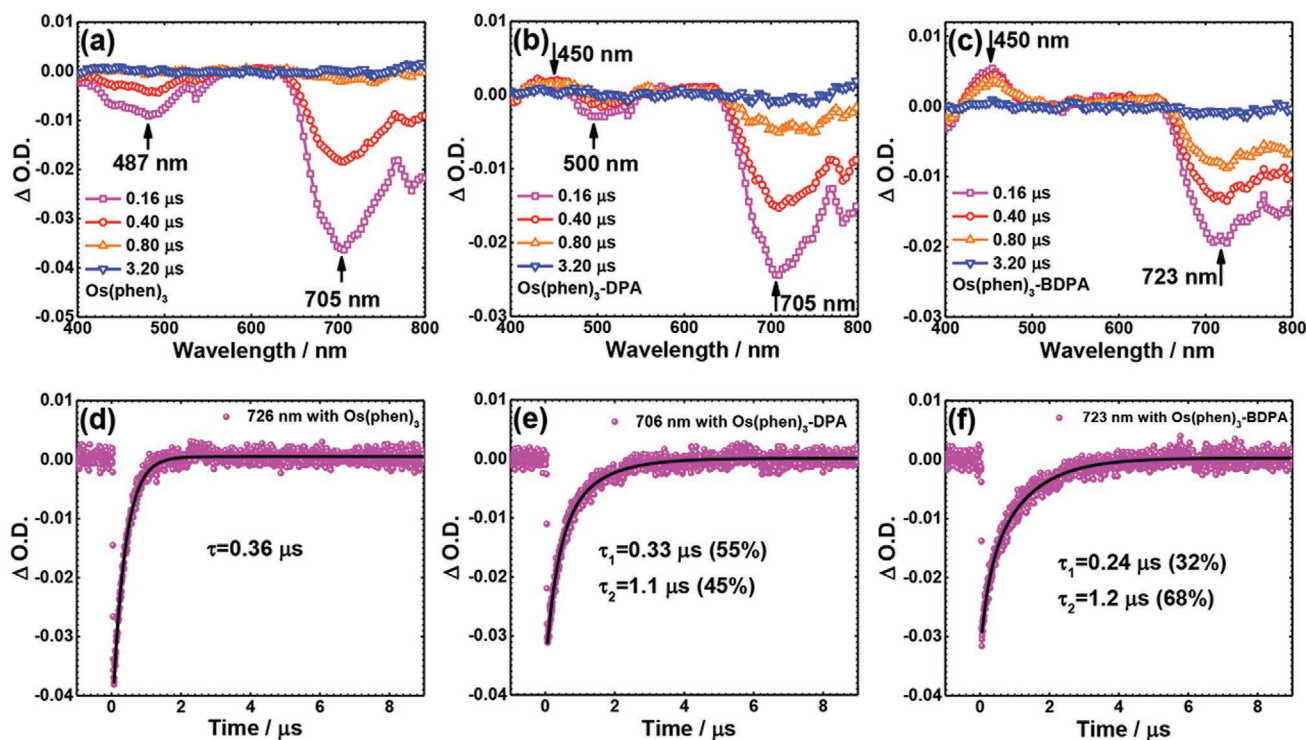 (a)
0.01
0.00
-0.01
-0.02
-0.03
-0.04
-0.05
Δ O.D.
487 nm
705 nm
0.16 μs
0.40 μs
0.80 μs
3.20 μs
Os(phen)₃
400 500 600 700 800
Wavelength / nm
(b)
0.01
0.00
-0.01
-0.02
-0.03
Δ O.D.
450 nm
500 nm
705 nm
0.16 μs
0.40 μs
0.80 μs
3.20 μs
Os(phen)₃-DPA
400 500 600 700 800
Wavelength / nm
(c)
0.01
0.00
-0.01
-0.02
-0.03
Δ O.D.
450 nm
723 nm
0.16 μs
0.40 μs
0.80 μs
3.20 μs
Os(phen)₃-BDPA
400 500 600 700 800
Wavelength / nm
(d)
0.01
0.00
-0.01
-0.02
-0.03
-0.04
Δ O.D.
726 nm with Os(phen)₃
τ=0.36 μs
0 2 4 6 8
Time / μs
(e)
0.01
0.00
-0.01
-0.02
-0.03
-0.04
Δ O.D.
706 nm with Os(phen)₃-DPA
τ₁=0.33 μs (55%)
τ₂=1.1 μs (45%)
0 2 4 6 8
Time / μs
(f)
0.01
0.00
-0.01
-0.02
-0.03
-0.04
Δ O.D.
723 nm with Os(phen)₃-BDPA
τ₁=0.24 μs (32%)
τ₂=1.2 μs (68%)
0 2 4 6 8
Time / μs